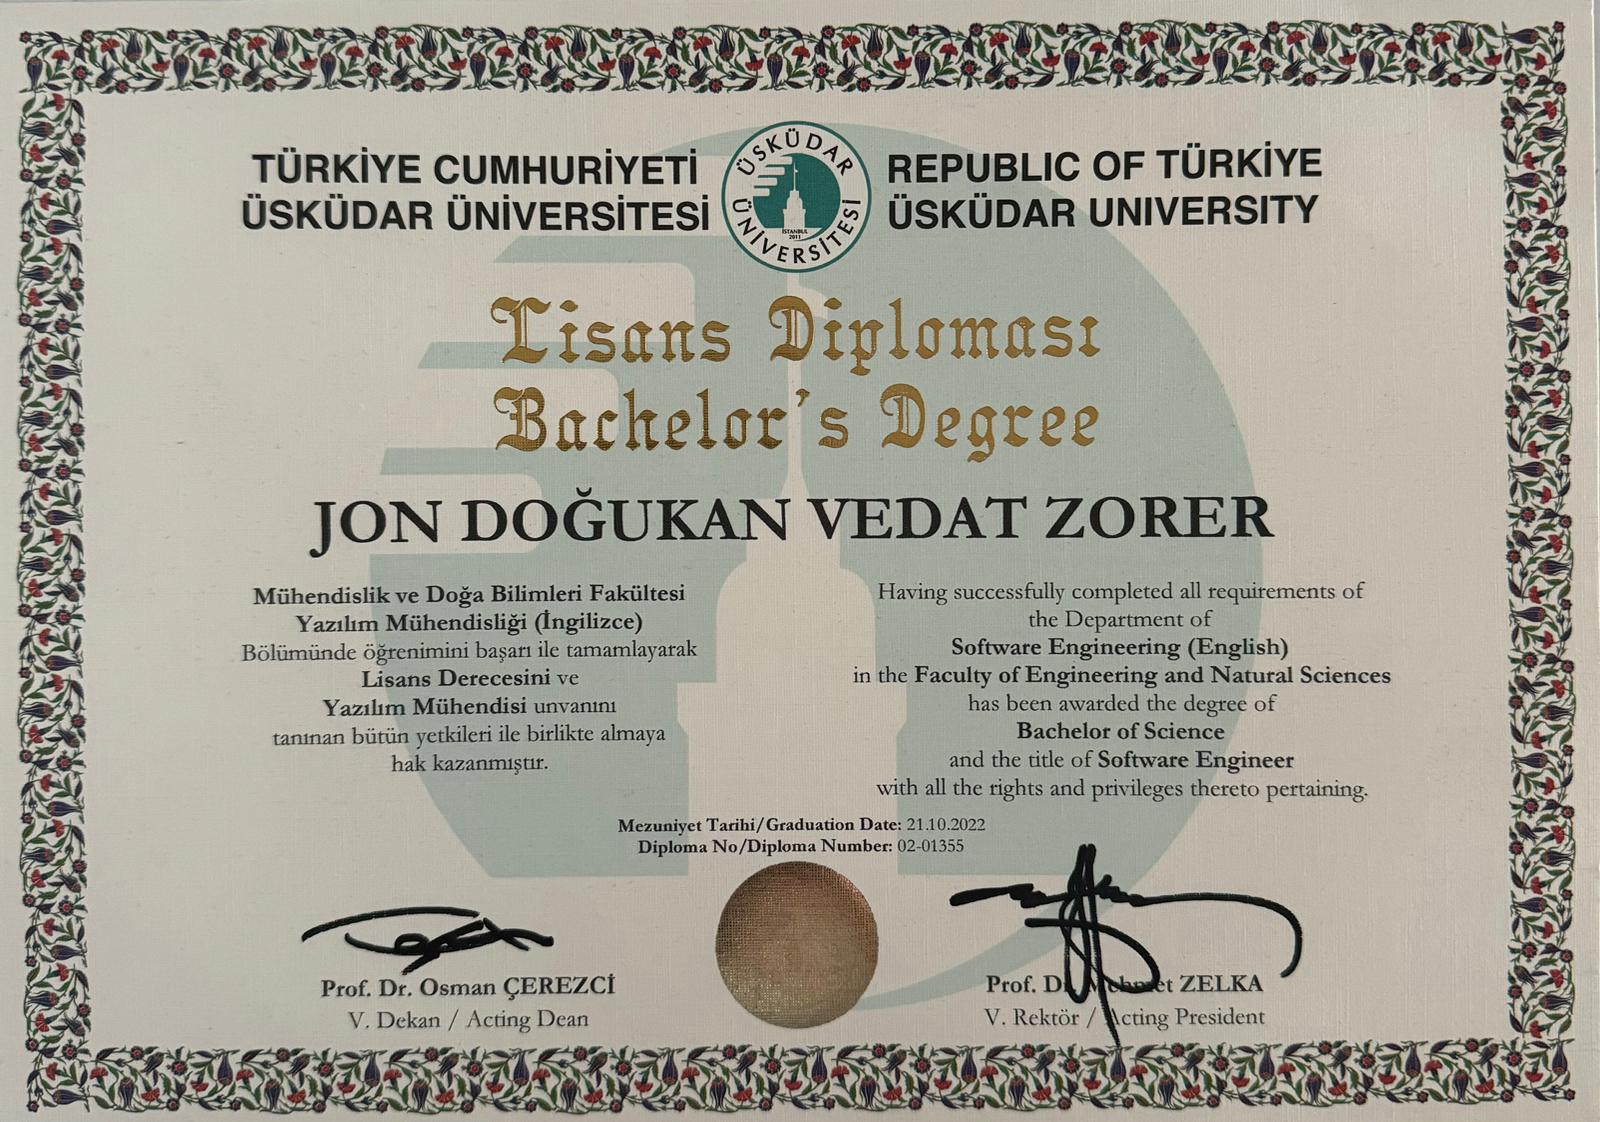 TÜRKİYE CUMHURİYETİ
ÜSKÜDAR ÜNİVERSİTESİ
ÜSKÜDAR ÜNİVERSİTESİ
İSTANBUL
2011
REPUBLIC OF TÜRKİYE
ÜSKÜDAR UNIVERSITY
Lisans Diploması
Bachelor's Degree
JON DOĞUKAN VEDAT ZORER
Mühendislik ve Doğa Bilimleri Fakültesi
Yazılım Mühendisliği (İngilizce)
Bölümünde öğrenimini başarı ile tamamlayarak
Lisans Derecesini ve
Yazılım Mühendisi unvanını
tanınan bütün yetkileri ile birlikte almaya
hak kazanmıştır.
Having successfully completed all requirements of
the Department of
Software Engineering (English)
in the Faculty of Engineering and Natural Sciences
has been awarded the degree of
Bachelor of Science
and the title of Software Engineer
with all the rights and privileges thereto pertaining.
Mezuniyet Tarihi/Graduation Date: 21.10.2022
Diploma No/Diploma Number: 02-01355
Prof. Dr. Osman ÇEREZCİ
V. Dekan / Acting Dean
Prof. Dr. Mehmet ZELKA
V. Rektör / Acting President